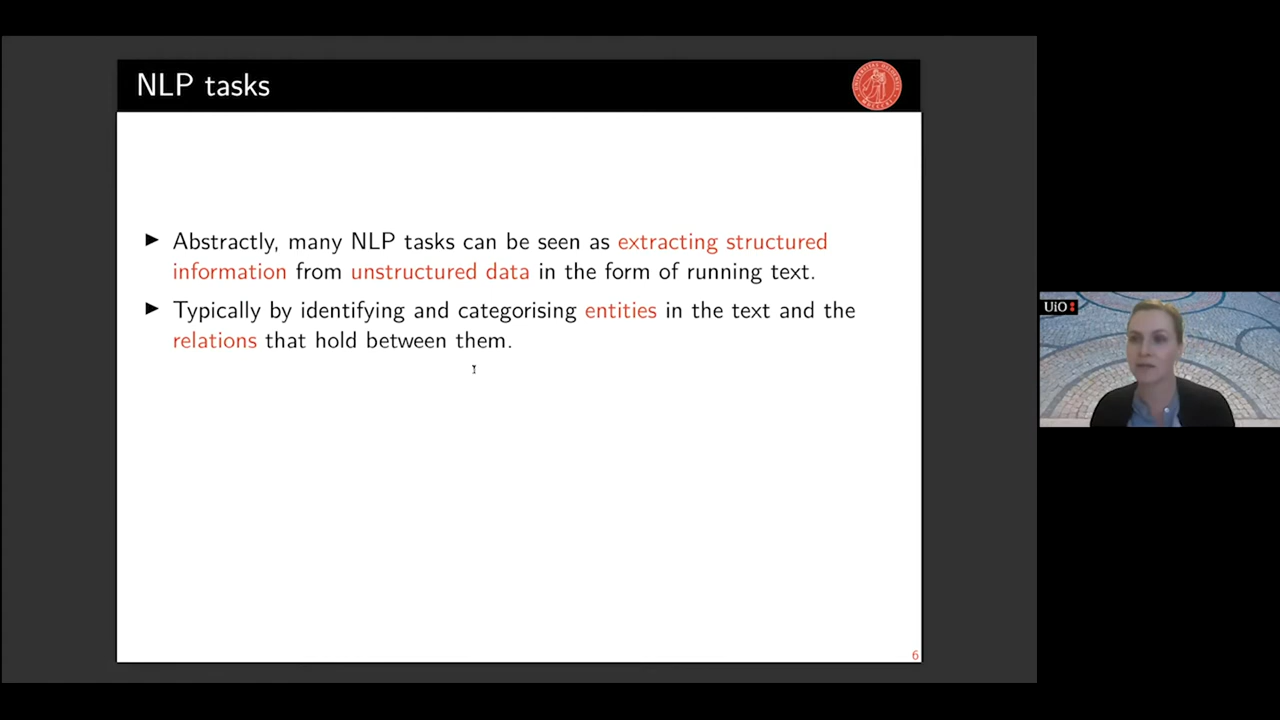 NLP tasks
Abstractly, many NLP tasks can be seen as extracting structured
information from unstructured data in the form of running text.
Typically by identifying and categorising entities in the text and the
relations that hold between them.
6
UiO